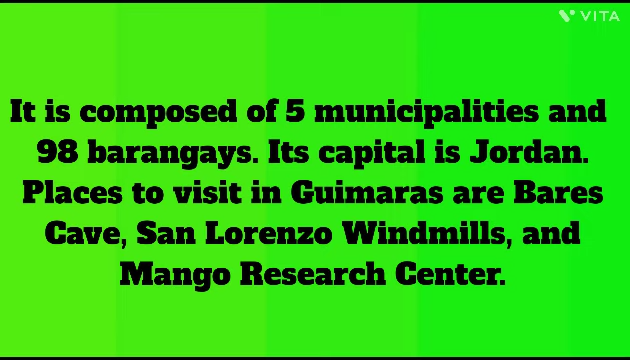 VITA
It is composed of 5 municipalities and
98 barangays. Its capital is Jordan.
Places to visit in Guimaras are Bares
Cave, San Lorenzo Windmills, and
Mango Research Center.